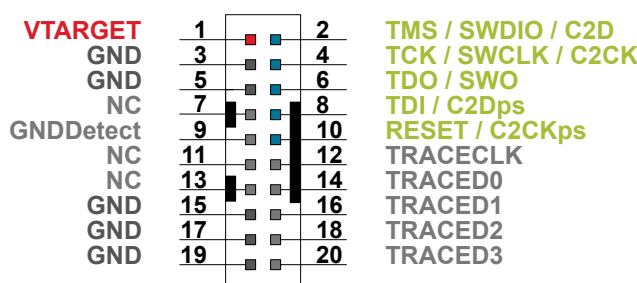 VTARGET 1 2 TMS / SWDIO / C2D
GND 3 4 TCK / SWCLK / C2CK
GND 5 6 TDO / SWO
NC 7 8 TDI / C2Dps
GNDDetect 9 10 RESET / C2CKps
NC 11 12 TRACECLK
NC 13 14 TRACED0
GND 15 16 TRACED1
GND 17 18 TRACED2
GND 19 20 TRACED3